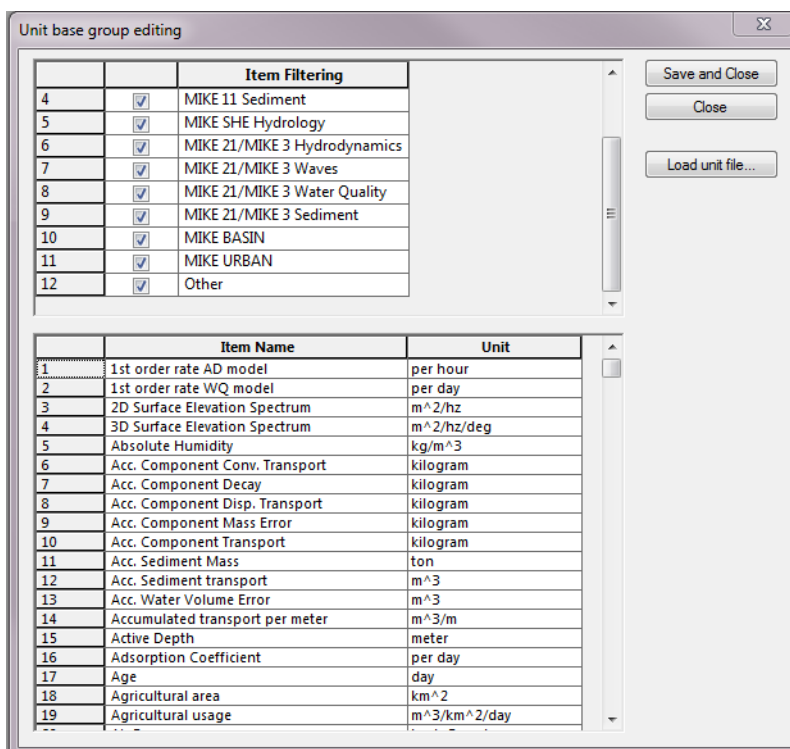 Unit base group editing
Item Filtering
4 MIKE 11 Sediment
5 MIKE SHE Hydrology
6 MIKE 21/MIKE 3 Hydrodynamics
7 MIKE 21/MIKE 3 Waves
8 MIKE 21/MIKE 3 Water Quality
9 MIKE 21/MIKE 3 Sediment
10 MIKE BASIN
11 MIKE URBAN
12 Other
Save and Close
Close
Load unit file...
Item Name Unit
1 1st order rate AD model per hour
2 1st order rate WQ model per day
3 2D Surface Elevation Spectrum m^2/hz
4 3D Surface Elevation Spectrum m^2/hz/deg
5 Absolute Humidity kg/m^3
6 Acc. Component Conv. Transport kilogram
7 Acc. Component Decay kilogram
8 Acc. Component Disp. Transport kilogram
9 Acc. Component Mass Error kilogram
10 Acc. Component Transport kilogram
11 Acc. Sediment Mass ton
12 Acc. Sediment transport m^3
13 Acc. Water Volume Error m^3
14 Accumulated transport per meter m^3/m
15 Active Depth meter
16 Adsorption Coefficient per day
17 Age day
18 Agricultural area km^2
19 Agricultural usage m^3/km^2/day